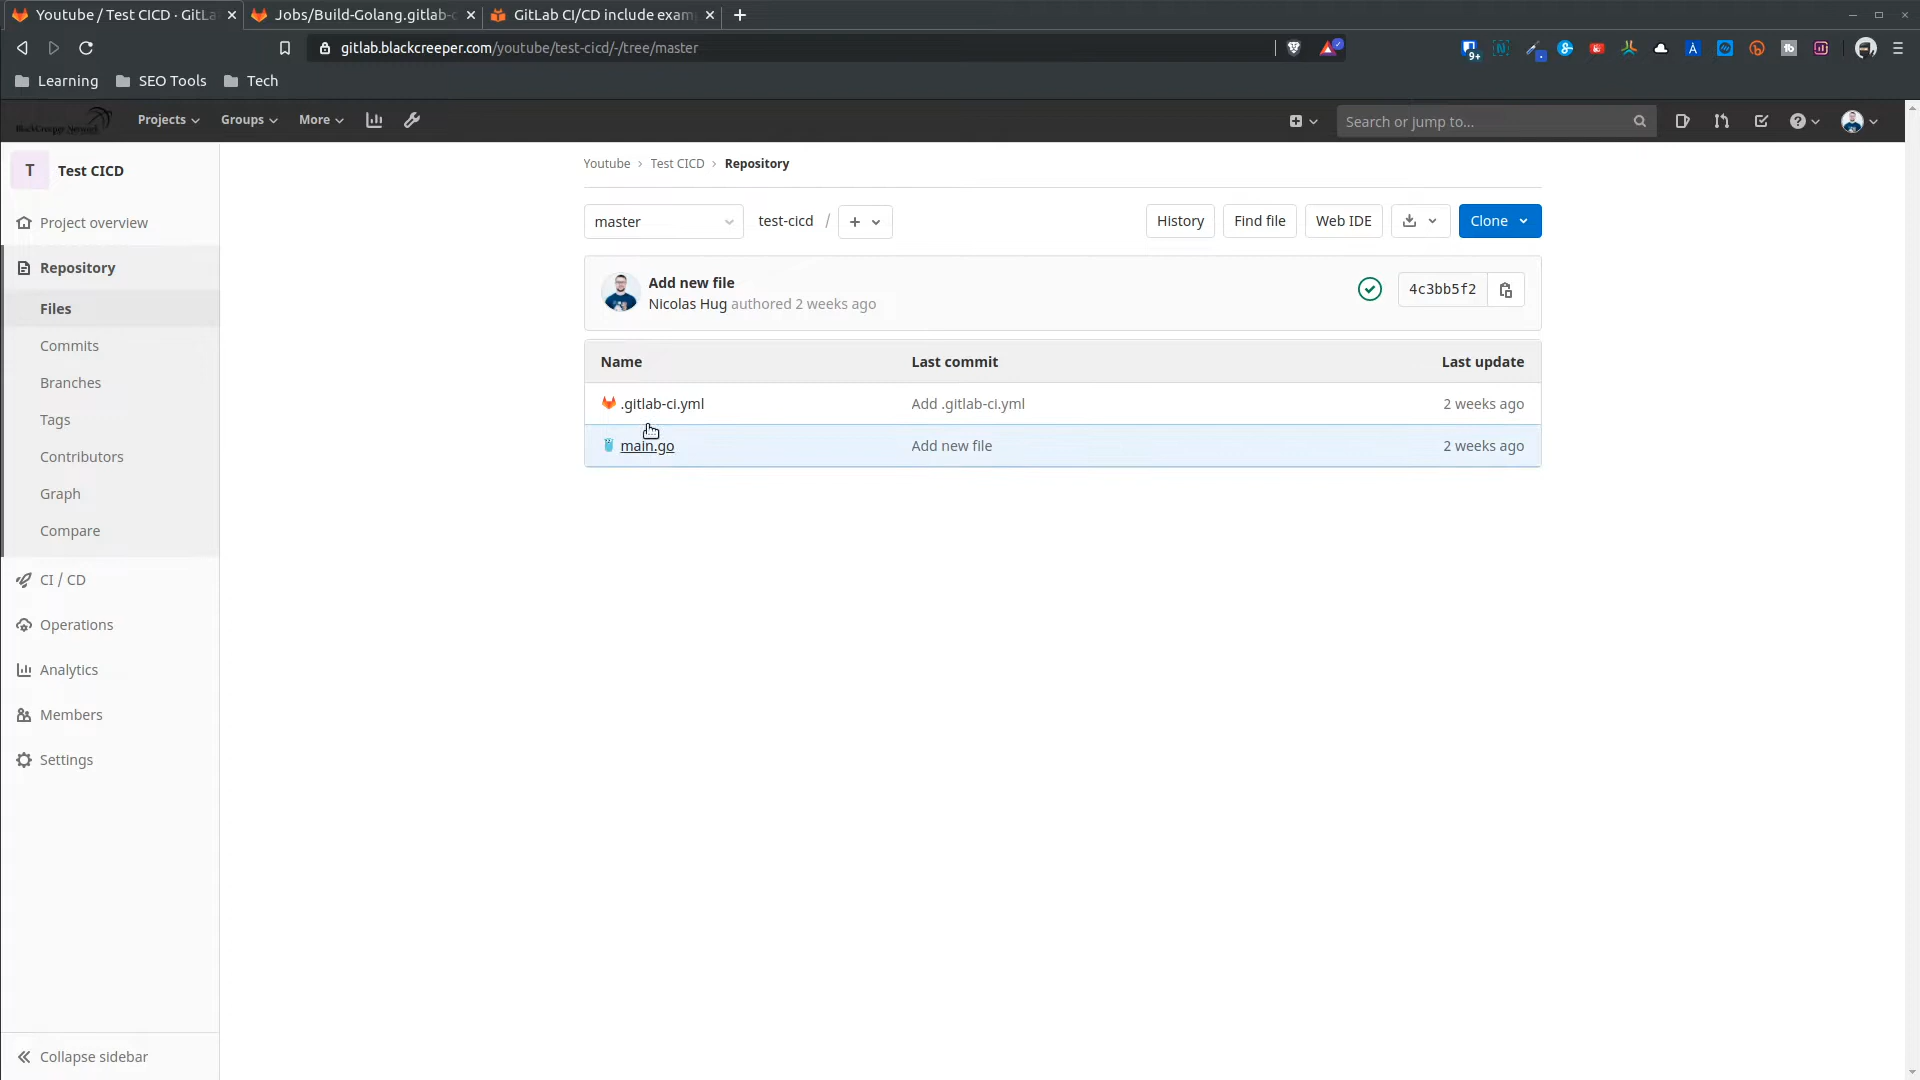 Youtube / Test CICD · GitLa
Jobs/Build-Golang.gitlab-c
GitLab CI/CD include exam
gitlab.blackcreeper.com/youtube/test-cicd/-/tree/master
9+
Learning
SEO Tools
Tech
BlackCreeper Network
Projects
Groups
More
Search or jump to...
T
Test CICD
Project overview
Repository
Files
Commits
Branches
Tags
Contributors
Graph
Compare
CI / CD
Operations
Analytics
Members
Settings
Collapse sidebar
Youtube › Test CICD › Repository
master
test-cicd /
History
Find file
Web IDE
Clone
Add new file
Nicolas Hug authored 2 weeks ago
4c3bb5f2
Name Last commit Last update
.gitlab-ci.yml Add .gitlab-ci.yml 2 weeks ago
main.go Add new file 2 weeks ago